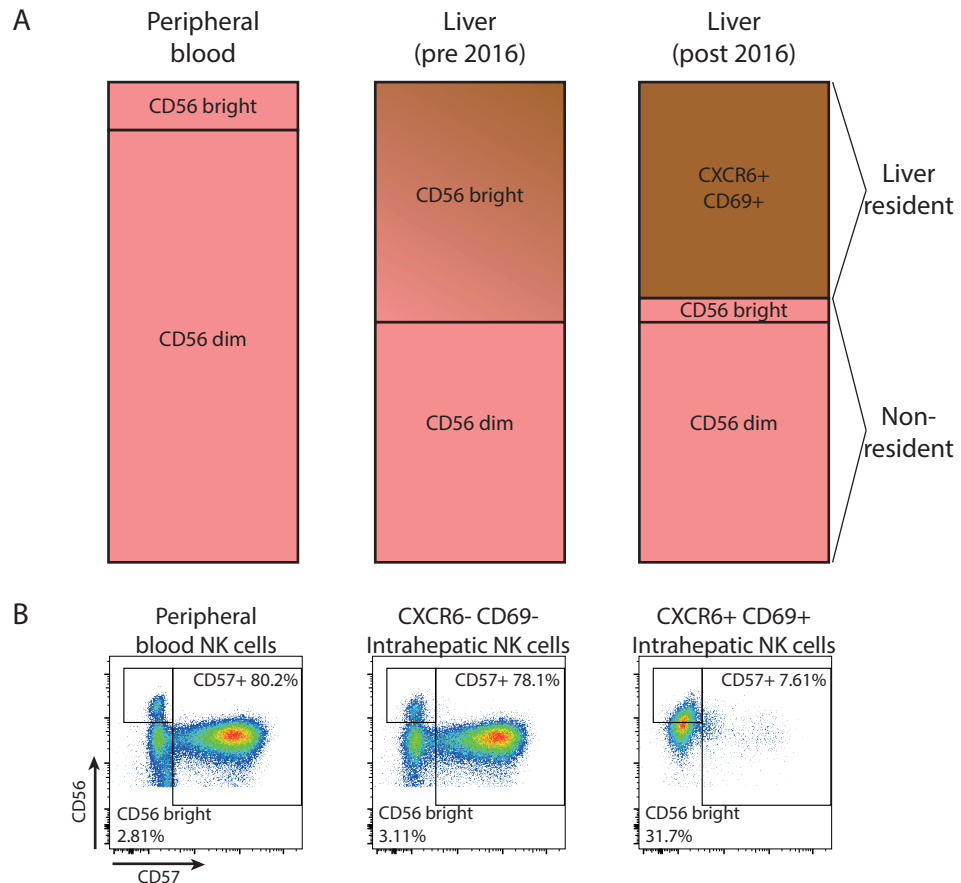 A
Peripheral
blood
Liver
(pre 2016)
Liver
(post 2016)
CD56 bright
CD56 dim
CD56 bright
CD56 dim
CXCR6+
CD69+
CD56 bright
CD56 dim
Liver
resident
Non-
resident
B
Peripheral
blood NK cells
CXCR6- CD69-
Intrahepatic NK cells
CXCR6+ CD69+
Intrahepatic NK cells
CD57+ 80.2%
CD56 bright
2.81%
CD57+ 78.1%
CD56 bright
3.11%
CD57+ 7.61%
CD56 bright
31.7%
CD56
CD57